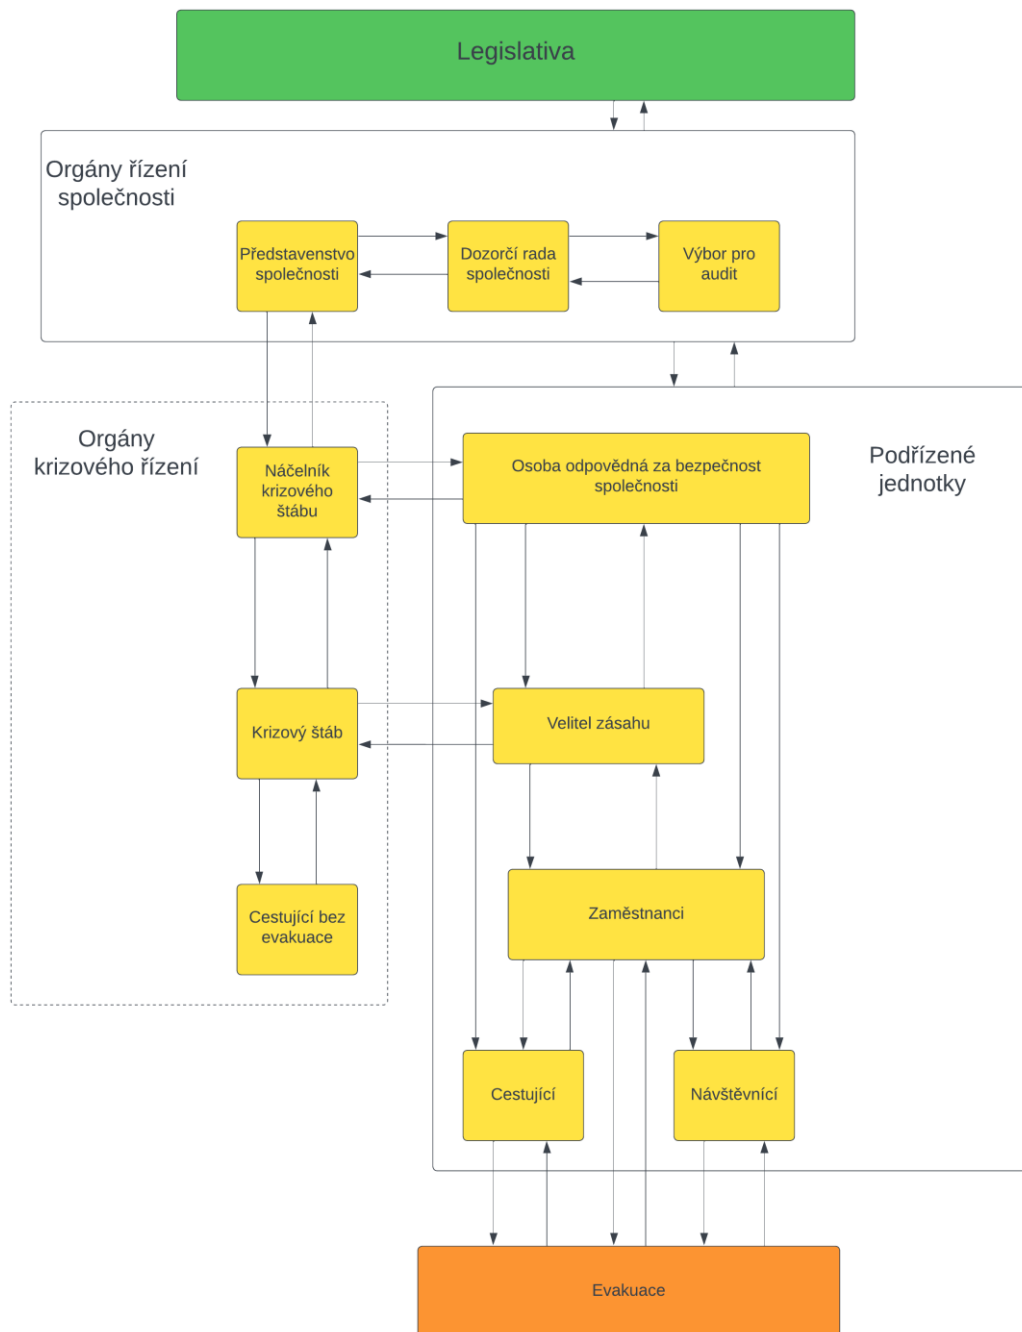 Legislativa
Orgány řízení
společnosti
Představenstvo
společnosti
Dozorčí rada
společnosti
Výbor pro
audit
Orgány
krizového řízení
Náčelník
krizového
štábu
Osoba odpovědná za bezpečnost
společnosti
Podřízené
jednotky
Krizový štáb
Velitel zásahu
Cestující bez
evakuace
Zaměstnanci
Cestující
Návštěvnící
Evakuace